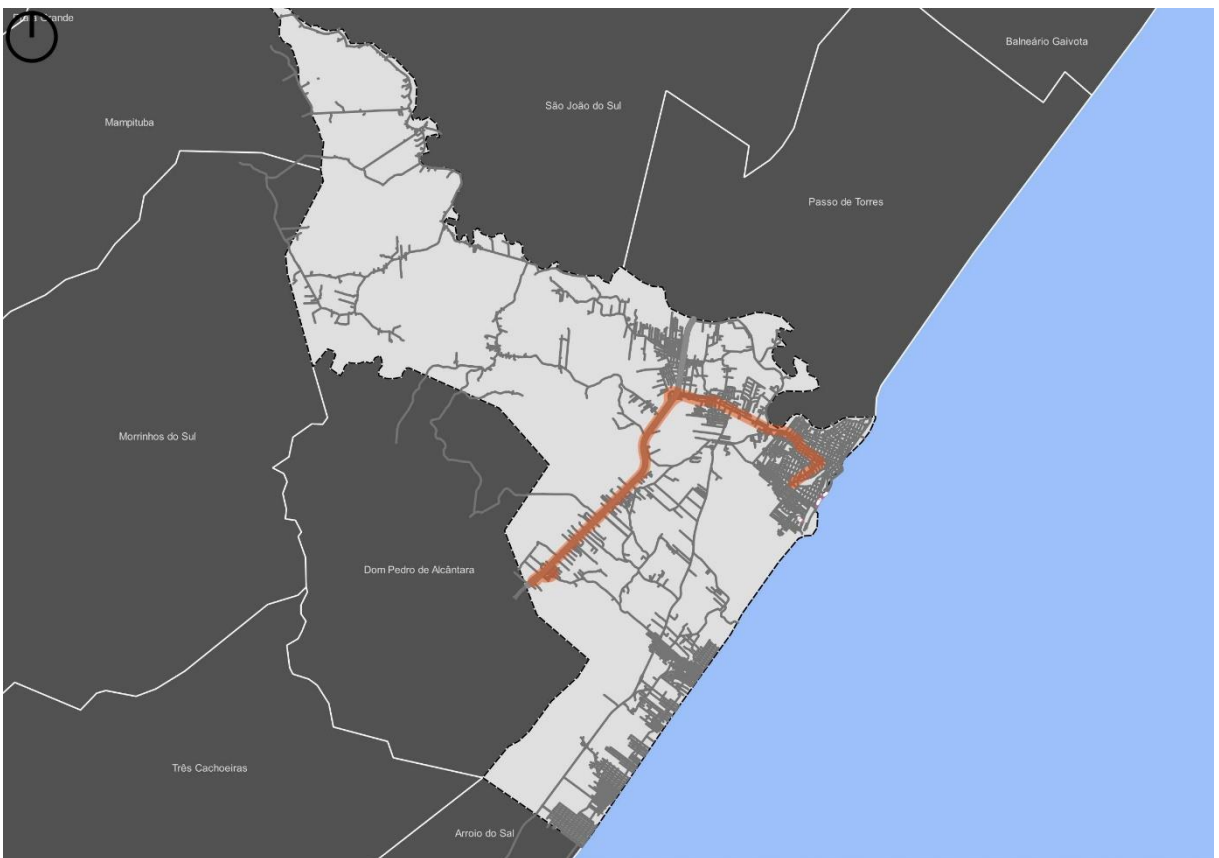 Grande
Balneário Gaivota
São João do Sul
Mampituba
Passo de Torres
Morrinhos do Sul
Dom Pedro de Alcântara
Três Cachoeiras
Arroio do Sal